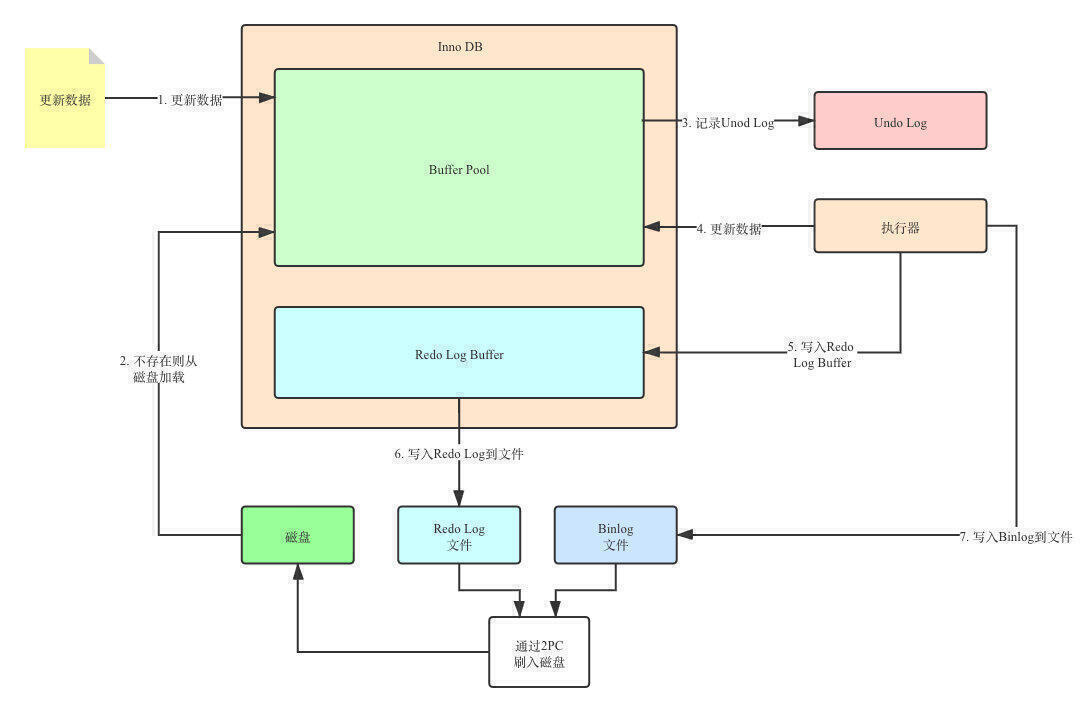 Inno DB
更新数据
1. 更新数据
Buffer Pool
3. 记录Unod Log
Undo Log
4. 更新数据
执行器
2. 不存在则从
磁盘加载
Redo Log Buffer
5. 写入Redo
Log Buffer
6. 写入Redo Log到文件
磁盘
Redo Log
文件
Binlog
文件
7. 写入Binlog到文件
通过2PC
刷入磁盘